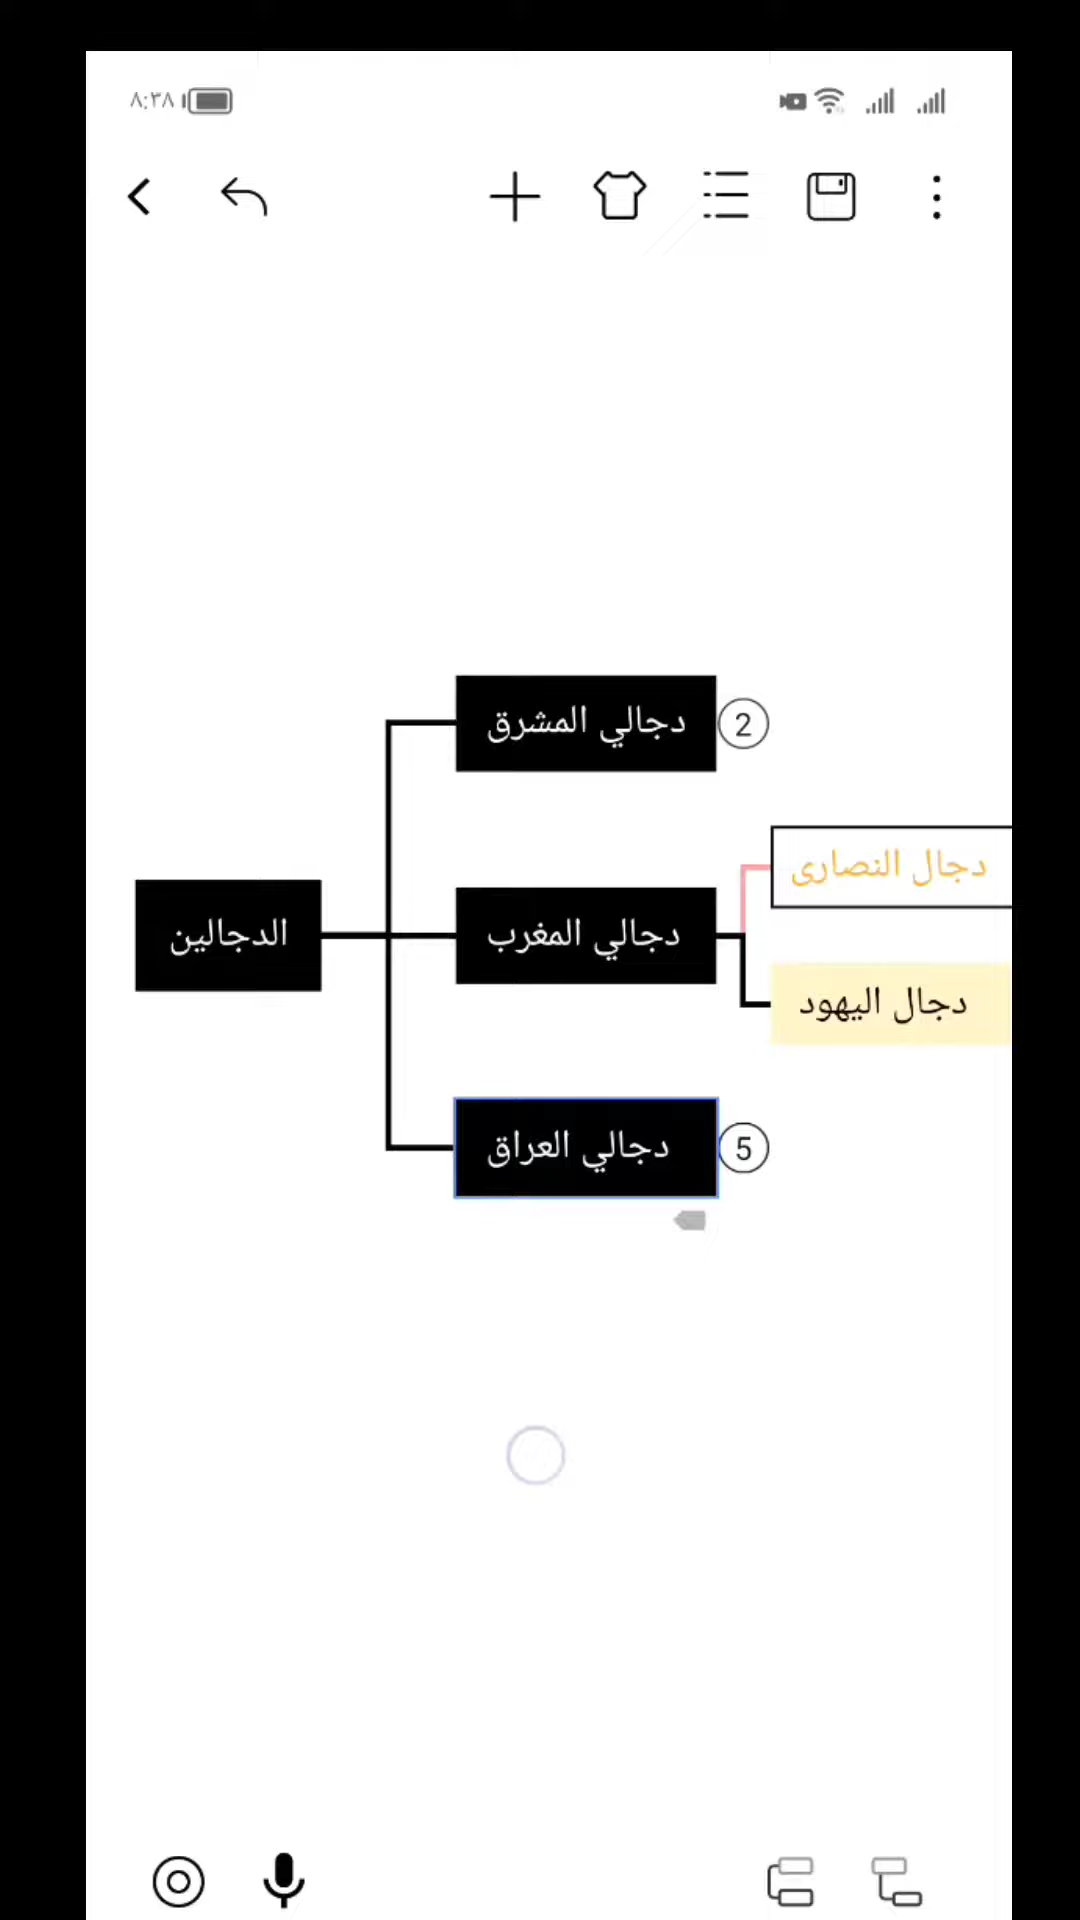 ٨:٣٨
دجالي المشرق
2
دجال النصارى
الدجالين
دجالي المغرب
دجال اليهود
دجالي العراق
5